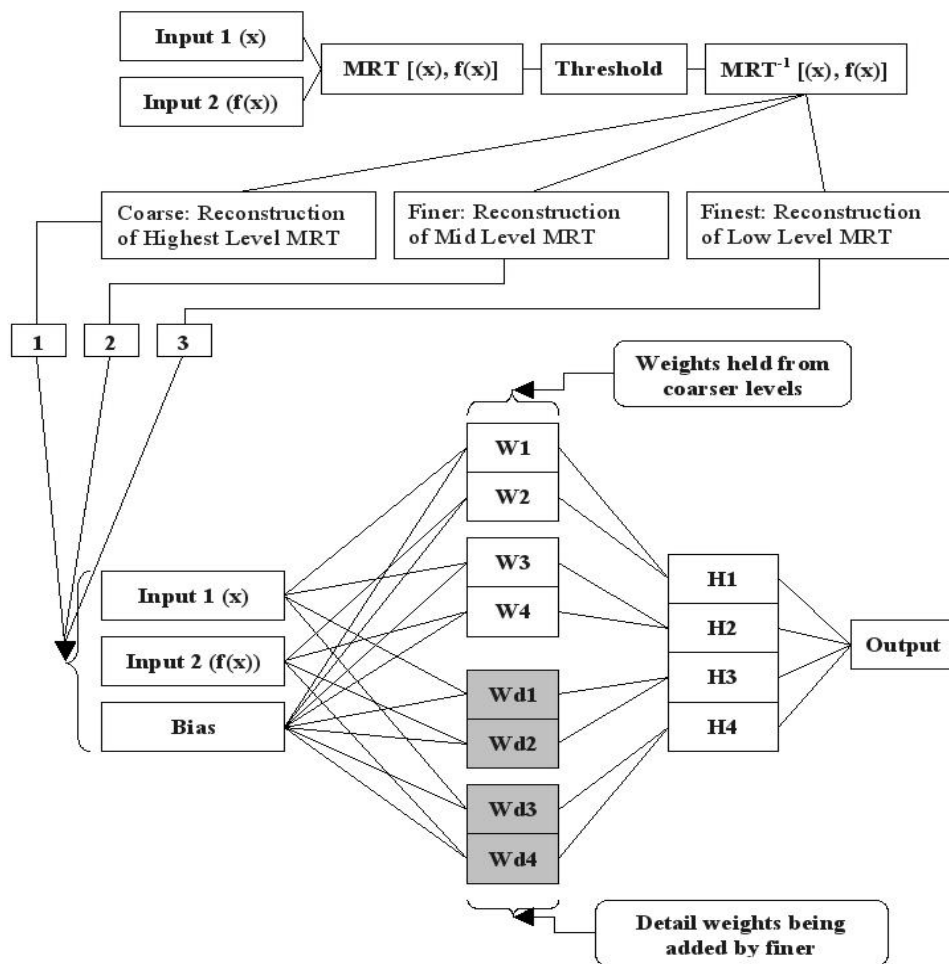 Input 1 (x)
Input 2 (f(x))
MRT [(x), f(x)]
Threshold
MRT⁻¹ [(x), f(x)]
Coarse: Reconstruction
of Highest Level MRT
Finer: Reconstruction
of Mid Level MRT
Finest: Reconstruction
of Low Level MRT
1
2
3
Weights held from
coarser levels
W1
W2
W3
W4
Input 1 (x)
Input 2 (f(x))
Bias
Wd1
Wd2
Wd3
Wd4
H1
H2
H3
H4
Output
Detail weights being
added by finer